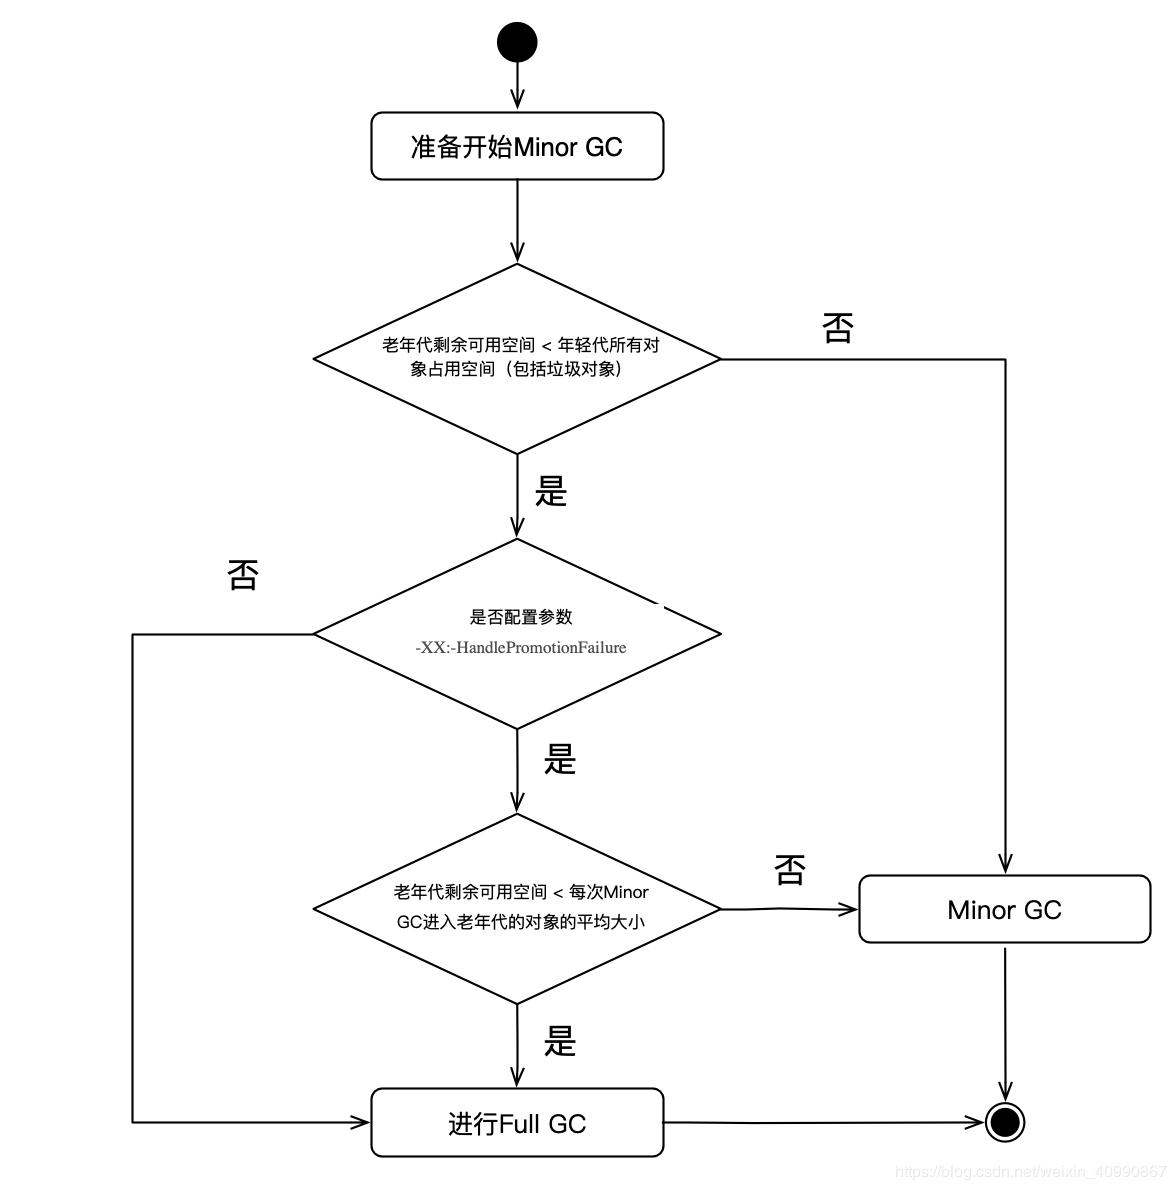 准备开始Minor GC
否
老年代剩余可用空间 < 年轻代所有对
象占用空间（包括垃圾对象）
是
否
是否配置参数
-XX:-HandlePromotionFailure
是
否
老年代剩余可用空间 < 每次Minor
GC进入老年代的对象的平均大小
Minor GC
是
进行Full GC
https://blog.csdn.net/weixin_40990867